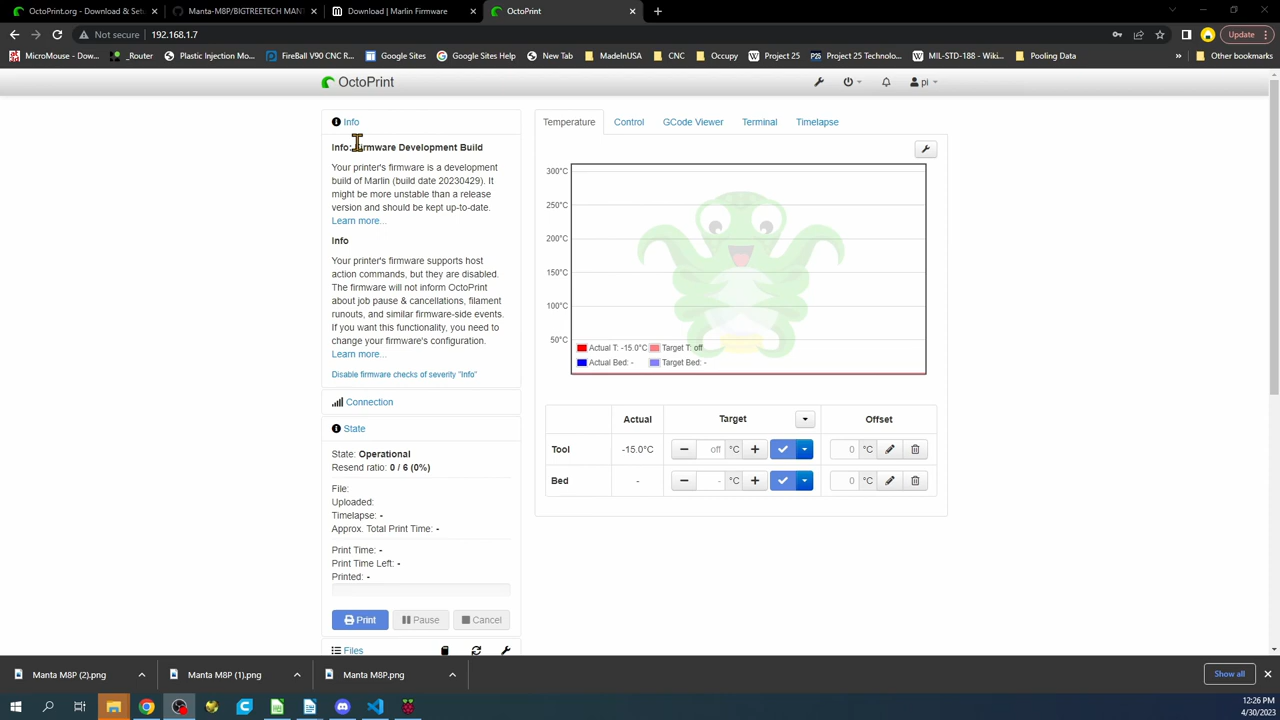 OctoPrint.org - Download & Set
Manta-M8P/BIGTREETECH MANT
Download | Marlin Firmware
OctoPrint
Not secure
192.168.1.7
Update
MicroMouse - Dow...
_Router
Plastic Injection Mo...
FireBall V90 CNC R...
Google Sites
Google Sites Help
New Tab
MadeInUSA
CNC
Occupy
Project 25
Project 25 Technolo...
MIL-STD-188 - Wiki...
Pooling Data
»
Other bookmarks
OctoPrint
pi
Info
Info: Firmware Development Build
Your printer's firmware is a development
build of Marlin (build date 20230429). It
might be more unstable than a release
version and should be kept up-to-date.
Learn more...
Info
Your printer's firmware supports host
action commands, but they are disabled.
The firmware will not inform OctoPrint
about job pause & cancellations, filament
runouts, and similar firmware-side events.
If you want this functionality, you need to
change your firmware's configuration.
Learn more...
Disable firmware checks of severity "Info"
Connection
State
State: Operational
Resend ratio: 0 / 6 (0%)
File:
Uploaded:
Timelapse: -
Approx. Total Print Time: -
Print Time: -
Print Time Left: -
Printed: -
Print
Pause
Cancel
Files
Temperature
Control
GCode Viewer
Terminal
Timelapse
300°C
250°C
200°C
150°C
100°C
50°C
Actual T: -15.0°C
Target T: off
Actual Bed: -
Target Bed: -
Actual
Target
Offset
Tool
-15.0°C
off
°C
0
°C
Bed
-
-
°C
0
°C
Manta M8P (2).png
Manta M8P (1).png
Manta M8P.png
Show all
12:26 PM
4/30/2023